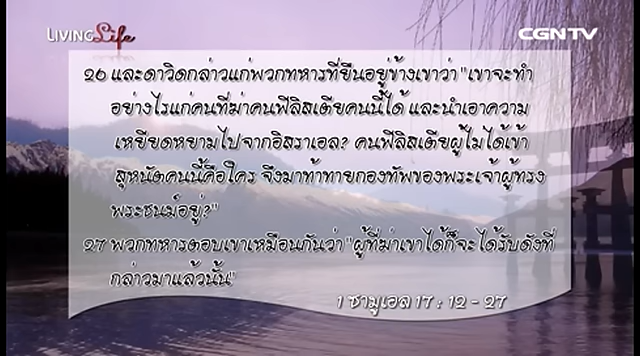 LIVING Life
CGNTV
26 และดาวิดกล่าวแก่พวกทหารที่ยืนอยู่ข้างเขาว่า "เขาจะทำ
อย่างไรแก่คนที่ฆ่าคนฟีลิสเตียคนนี้ได้ และนำเอาความ
เหยียดหยามไปจากอิสราเอล? คนฟีลิสเตียผู้ไม่ได้เข้า
สุหนัตคนนี้คือใคร จึงมาท้าทายกองทัพของพระเจ้าผู้ทรง
พระชนม์อยู่?"
27 พวกทหารตอบเขาเหมือนกันว่า "ผู้ที่ฆ่าเขาได้ก็จะได้รับดังที่
กล่าวมาแล้วนั้น"
1 ซามูเอล 17 : 12 - 27